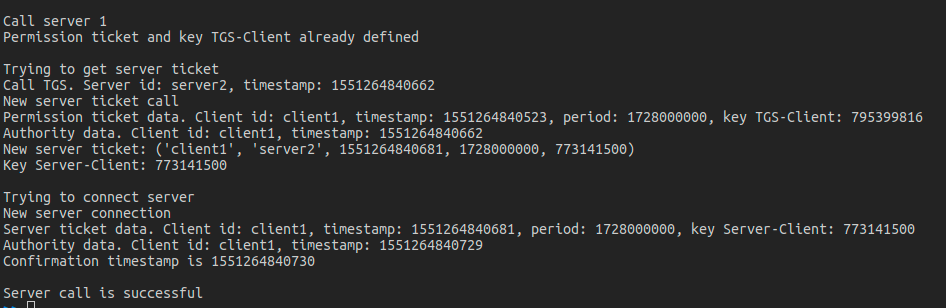 Call server 1
Permission ticket and key TGS-Client already defined
Trying to get server ticket
Call TGS. Server id: server2, timestamp: 1551264840662
New server ticket call
Permission ticket data. Client id: client1, timestamp: 1551264840523, period: 1728000000, key TGS-Client: 795399816
Authority data. Client id: client1, timestamp: 1551264840662
New server ticket: ('client1', 'server2', 1551264840681, 1728000000, 773141500)
Key Server-Client: 773141500
Trying to connect server
New server connection
Server ticket data. Client id: client1, timestamp: 1551264840681, period: 1728000000, key Server-Client: 773141500
Authority data. Client id: client1, timestamp: 1551264840729
Confirmation timestamp is 1551264840730
Server call is successful
>>